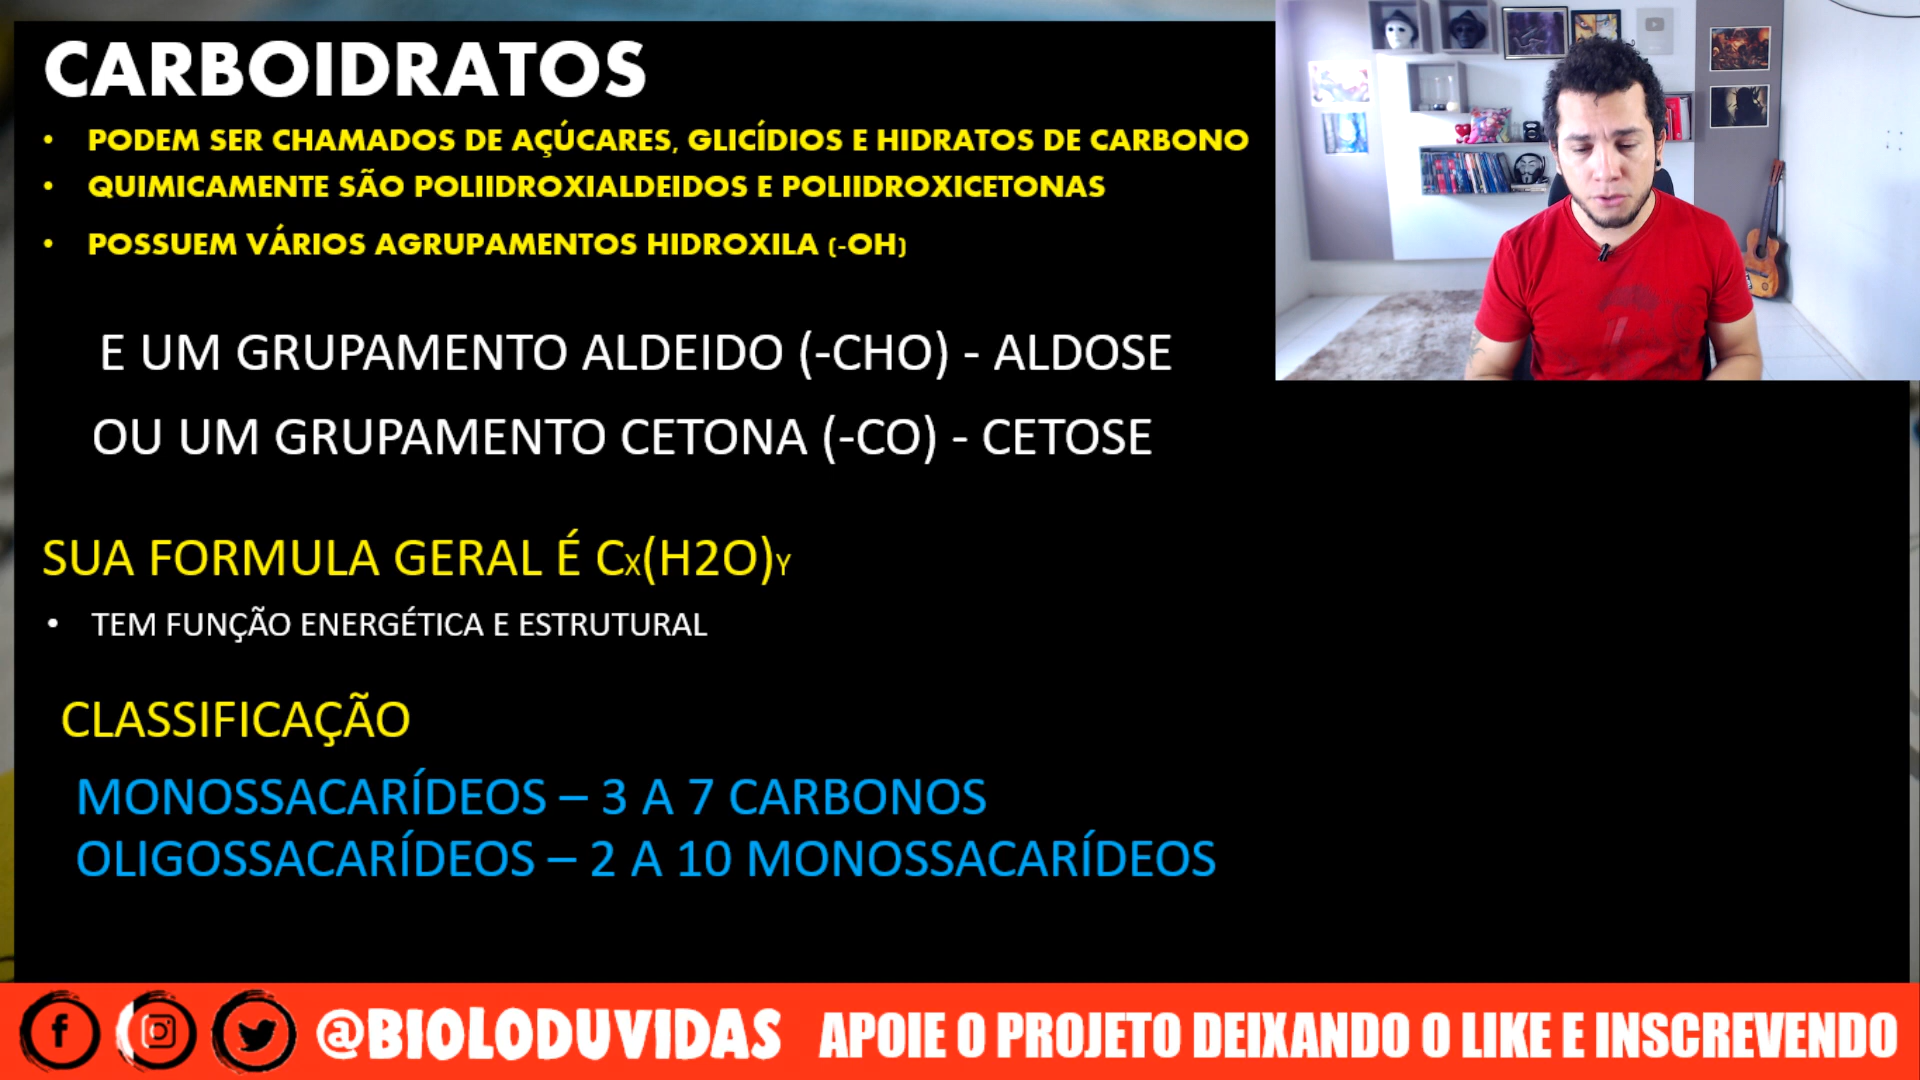 CARBOIDRATOS
• PODEM SER CHAMADOS DE AÇÚCARES, GLICÍDIOS E HIDRATOS DE CARBONO
• QUIMICAMENTE SÃO POLIIDROXIALDEIDOS E POLIIDROXICETONAS
• POSSUEM VÁRIOS AGRUPAMENTOS HIDROXILA (-OH)
E UM GRUPAMENTO ALDEIDO (-CHO) - ALDOSE
OU UM GRUPAMENTO CETONA (-CO) - CETOSE
SUA FORMULA GERAL É CX(H2O)Y
• TEM FUNÇÃO ENERGÉTICA E ESTRUTURAL
CLASSIFICAÇÃO
MONOSSACARÍDEOS – 3 A 7 CARBONOS
OLIGOSSACARÍDEOS – 2 A 10 MONOSSACARÍDEOS
@BIOLODUVIDAS APOIE O PROJETO DEIXANDO O LIKE E INSCREVENDO